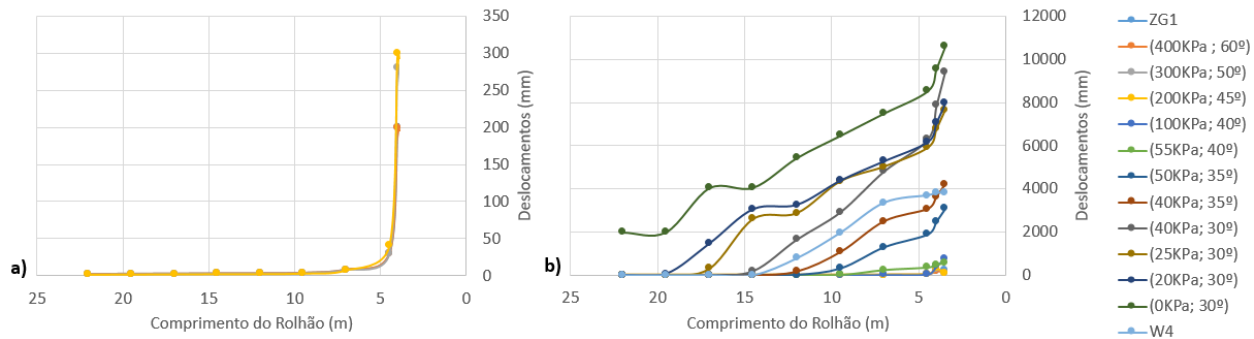 350
300
250
200
150
100
50
0
Deslocamentos (mm)
a)
25
20
15
10
5
0
Comprimento do Rolhão (m)
12000
10000
8000
6000
4000
2000
0
Deslocamentos (mm)
b)
25
20
15
10
5
0
Comprimento do Rolhão (m)
ZG1
(400KPa ; 60º)
(300KPa; 50º)
(200KPa; 45º)
(100KPa; 40º)
(55KPa; 40º)
(50KPa; 35º)
(40KPa; 35º)
(40KPa; 30º)
(25KPa; 30º)
(20KPa; 30º)
(0KPa; 30º)
W4